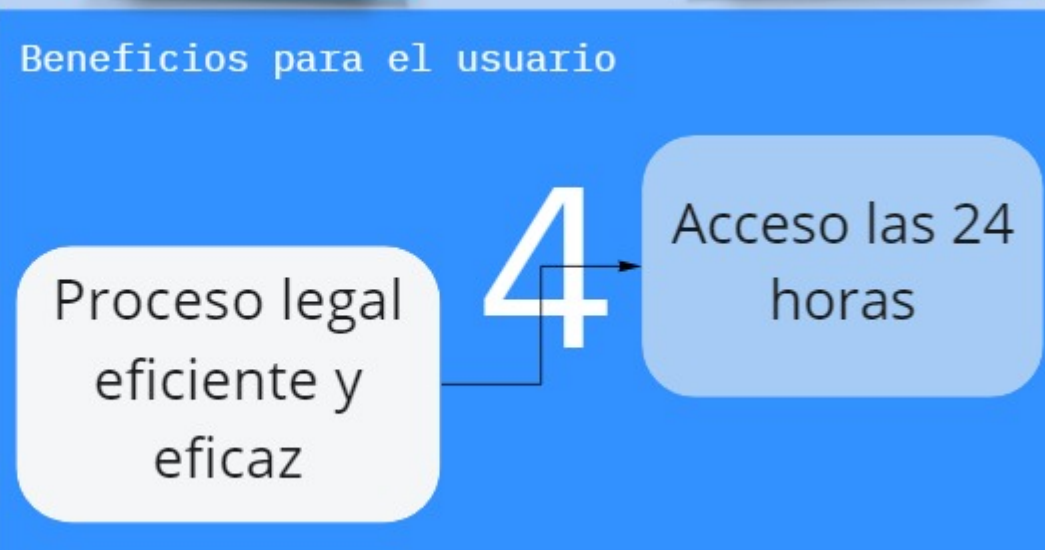 Beneficios para el usuario
4
Proceso legal
eficiente y
eficaz
Acceso las 24
horas